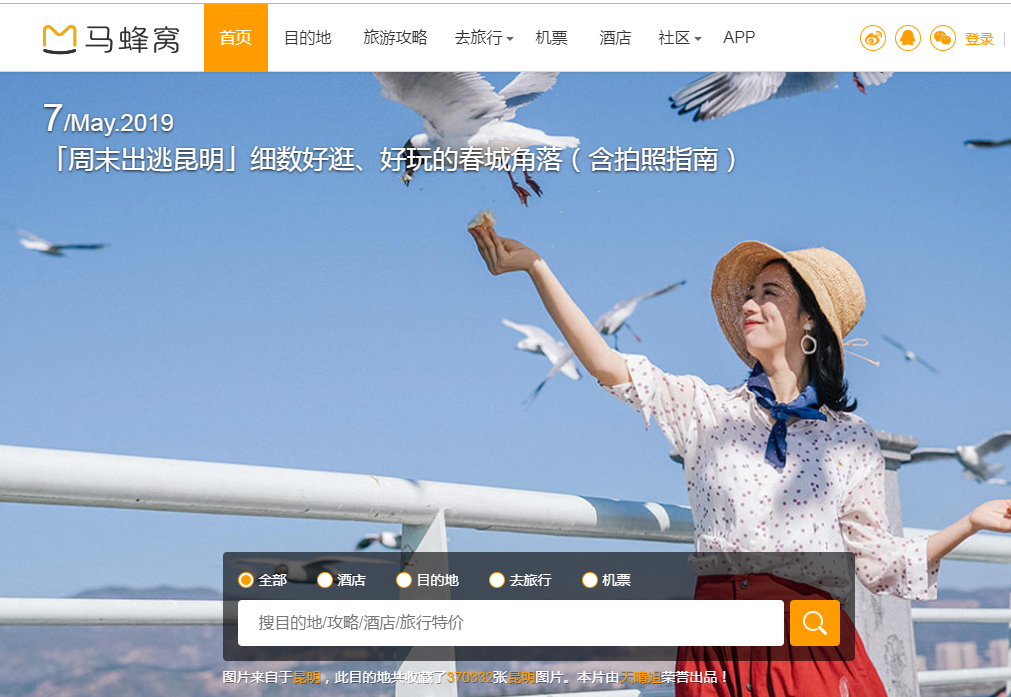 马蜂窝 首页 目的地 旅游攻略 去旅行 机票 酒店 社区 APP 登录
7/May.2019
「周末出逃昆明」细数好逛、好玩的春城角落（含拍照指南）
全部 酒店 目的地 去旅行 机票
搜目的地/攻略/酒店/旅行特价
图片来自于昆明，此目的地共收藏了370332张昆明图片。本片由天晴姐荣誉出品！